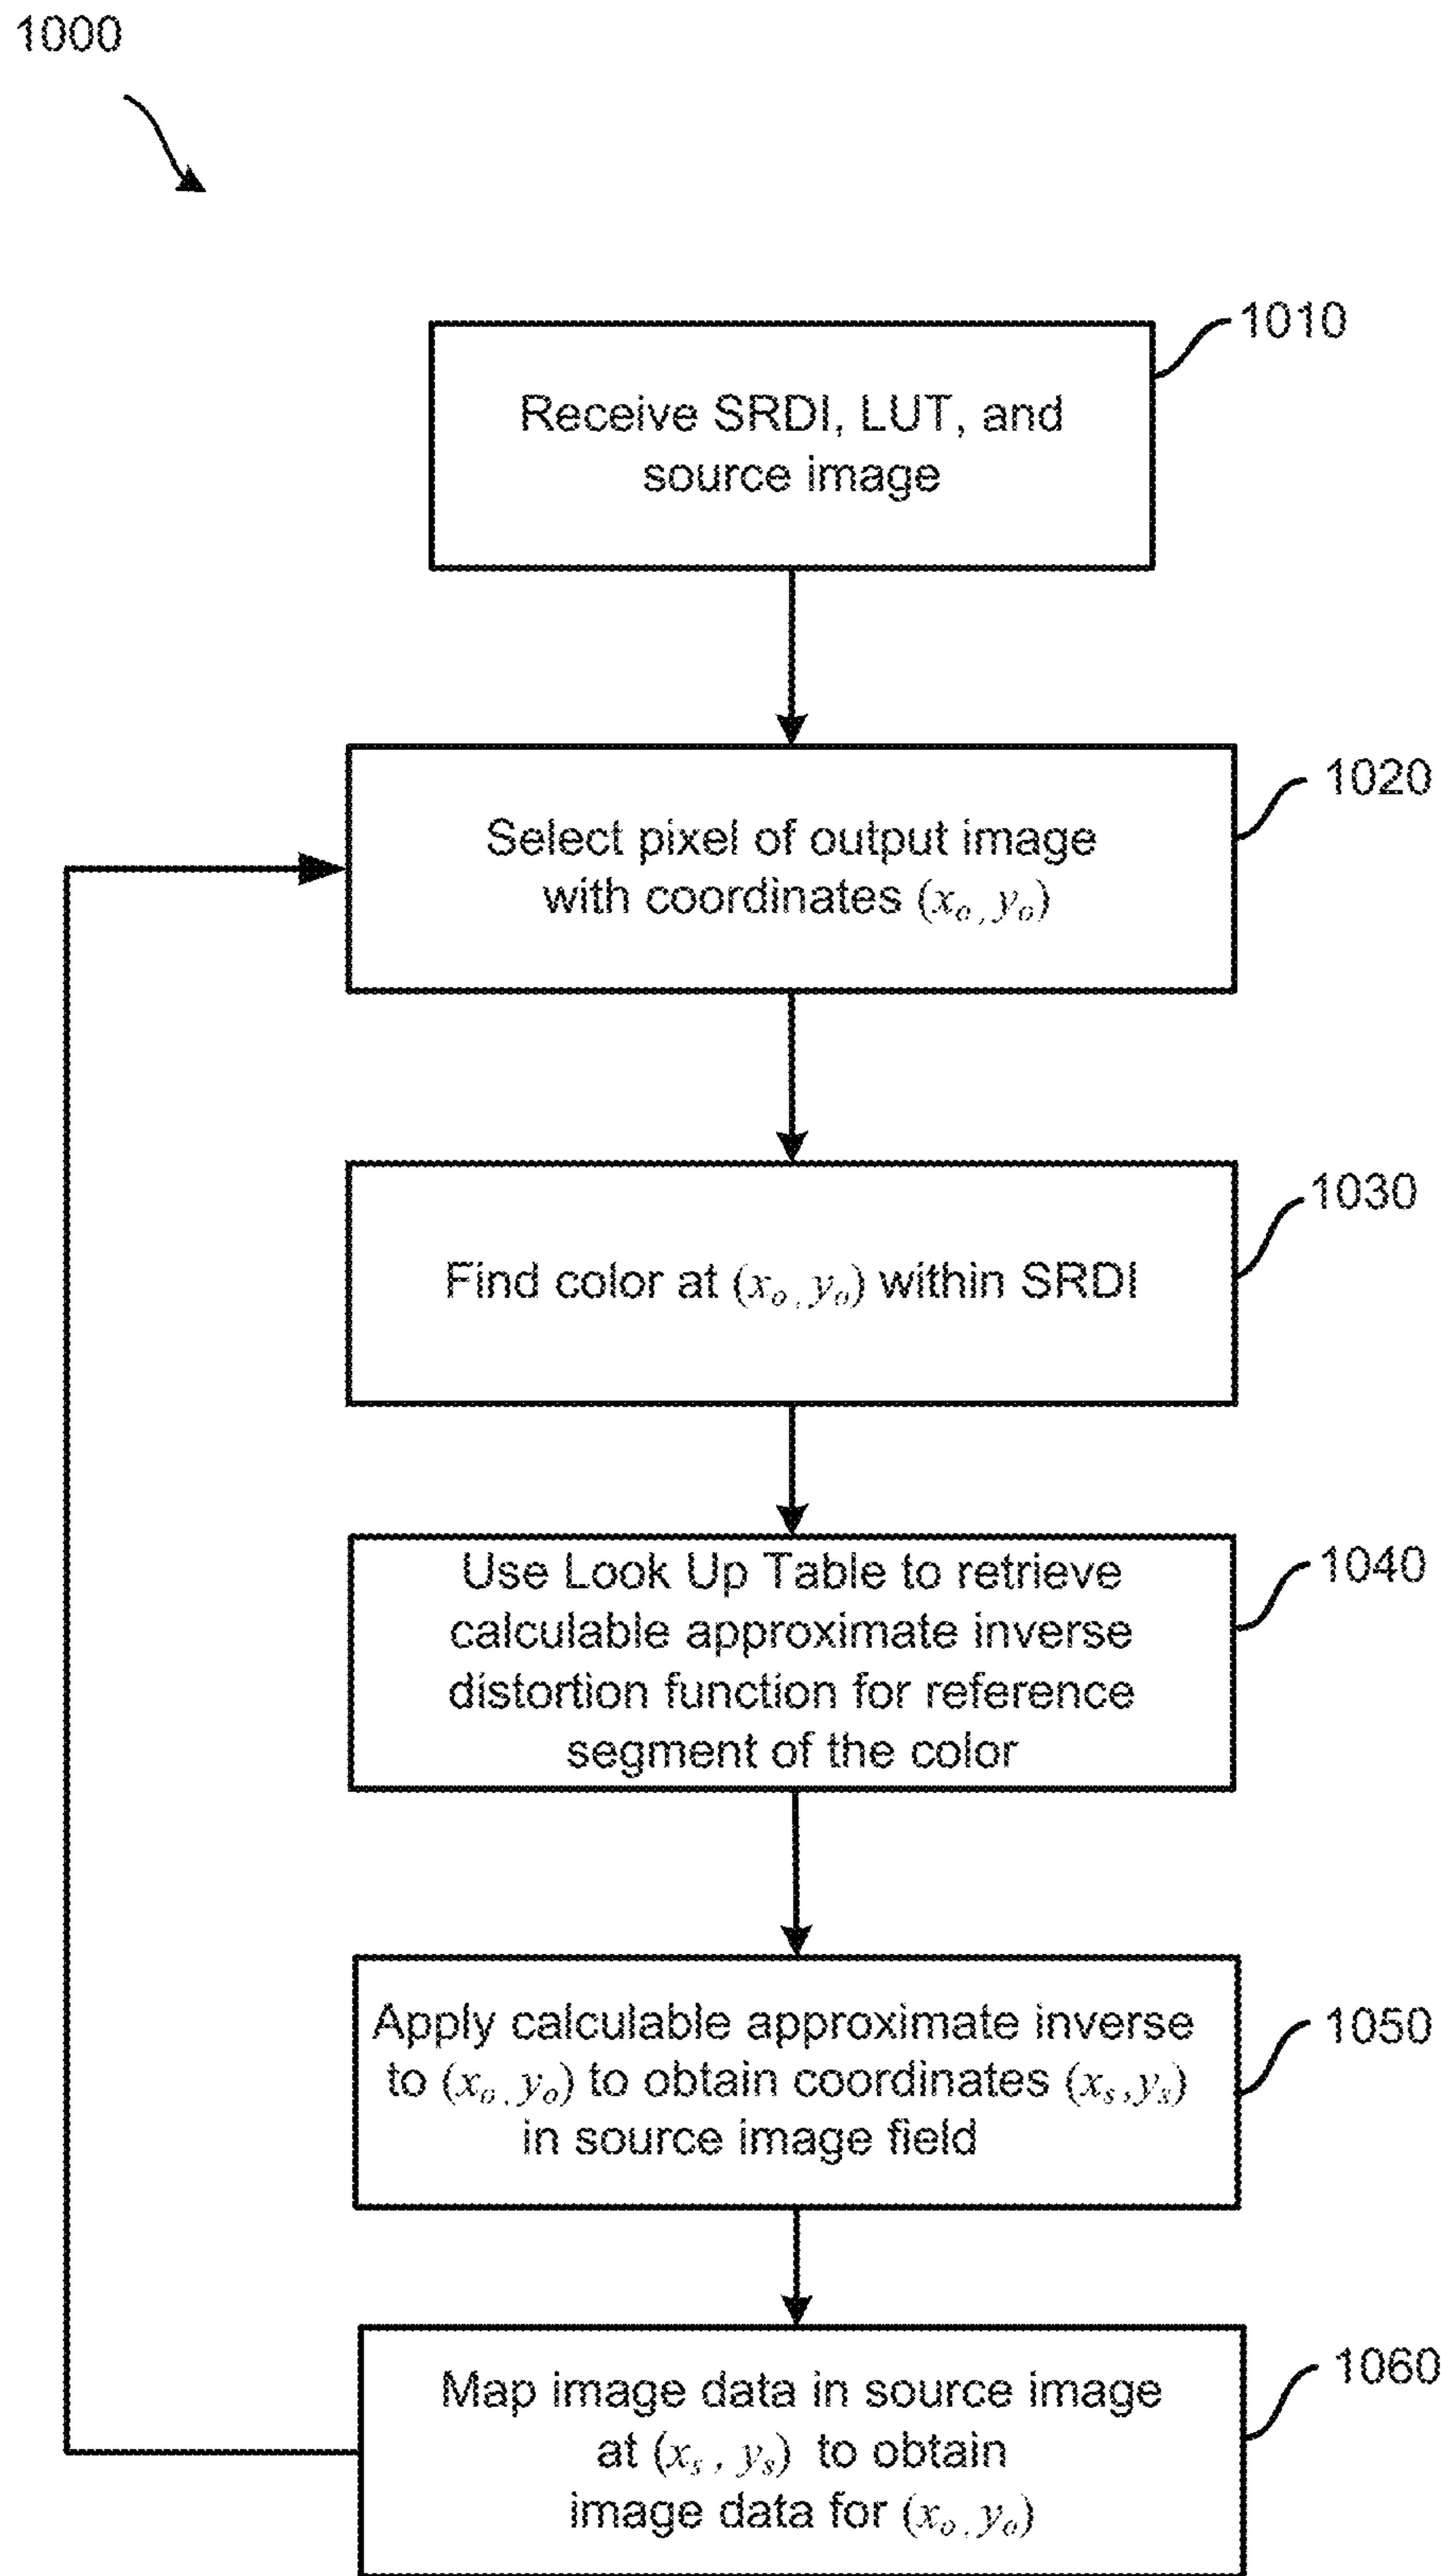 1000
1010
Receive SRDI, LUT, and
source image
1020
Select pixel of output image
with coordinates (xₒ, yₒ)
1030
Find color at (xₒ, yₒ) within SRDI
1040
Use Look Up Table to retrieve
calculable approximate inverse
distortion function for reference
segment of the color
1050
Apply calculable approximate inverse
to (xₒ, yₒ) to obtain coordinates (xₛ,yₛ)
in source image field
1060
Map image data in source image
at (xₛ, yₛ) to obtain
image data for (xₒ, yₒ)